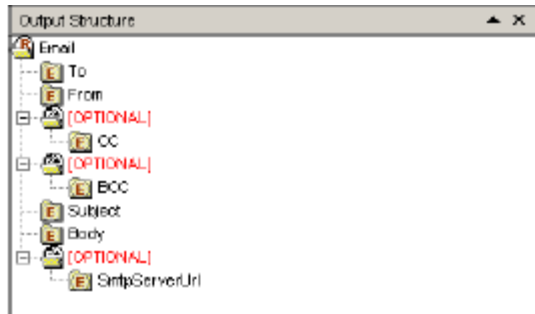 Output Structure
Email
To
From
[OPTIONAL]
CC
[OPTIONAL]
BCC
Subject
Body
[OPTIONAL]
SmtpServerUrl